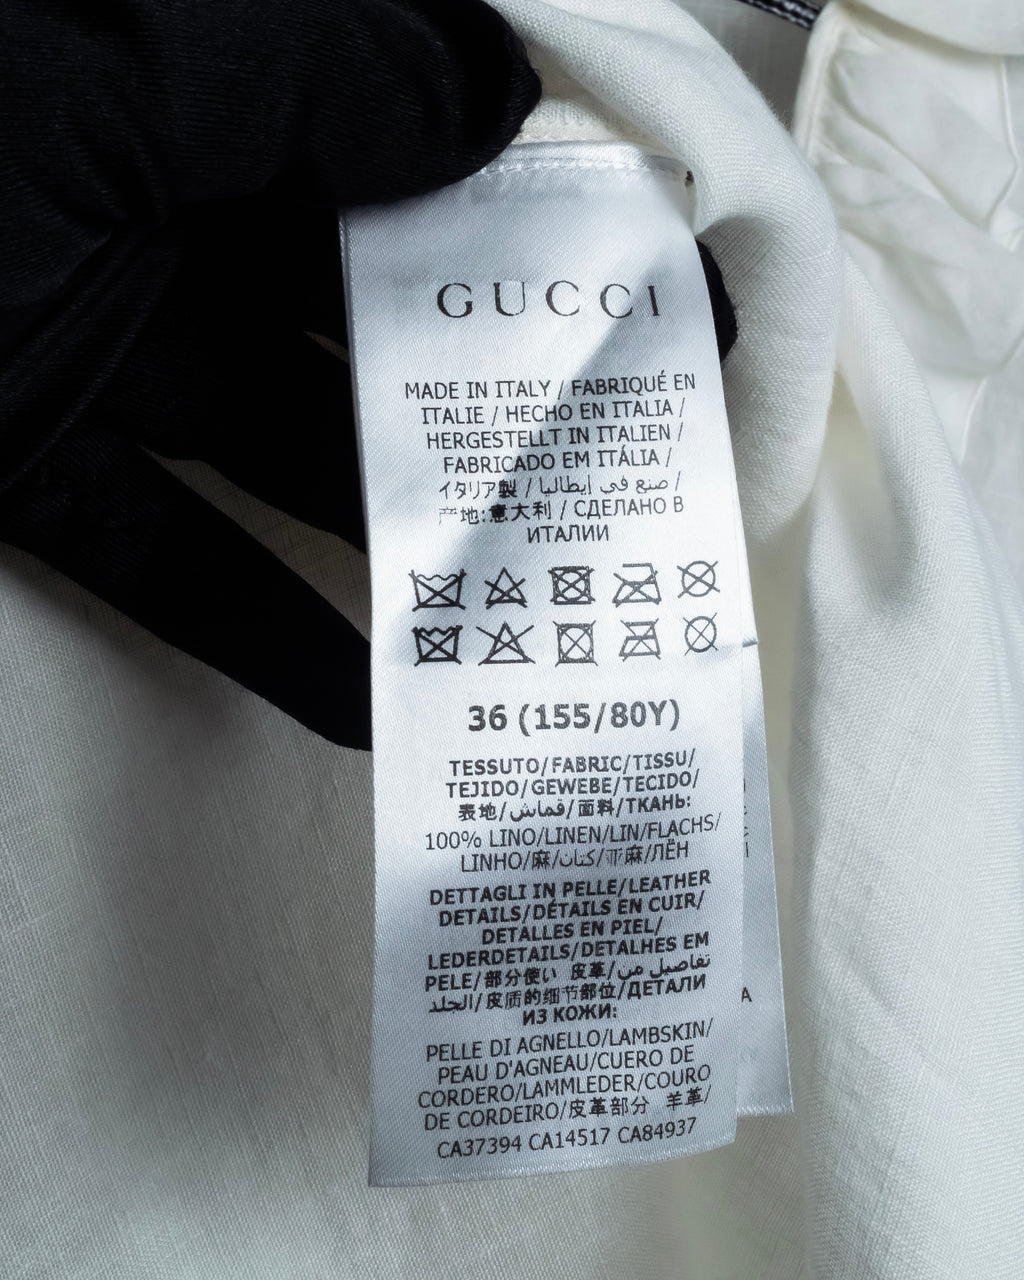 GUCCI
MADE IN ITALY / FABRIQUÉ EN
ITALIE / HECHO EN ITALIA /
HERGESTELLT IN ITALIEN /
FABRICADO EM ITÁLIA /
イタリア製 / صنع في إيطاليا /
产地:意大利 / СДЕЛАНО В
ИТАЛИИ
36 (155/80Y)
TESSUTO/FABRIC/TISSU/
TEJIDO/GEWEBE/TECIDO/
表地/قماش/面料/ТКАНЬ:
100% LINO/LINEN/LIN/FLACHS/
LINHO/麻/كتان/亚麻/ЛЁН
DETTAGLI IN PELLE/LEATHER
DETAILS/DÉTAILS EN CUIR/
DETALLES EN PIEL/
LEDERDETAILS/DETALHES EM
PELE/部分使い 皮革/تفاصيل من
الجلد/皮质的细节部位/ДЕТАЛИ
ИЗ КОЖИ:
PELLE DI AGNELLO/LAMBSKIN/
PEAU D'AGNEAU/CUERO DE
CORDERO/LAMMLEDER/COURO
DE CORDEIRO/皮革部分 羊革/
CA37394 CA14517 CA84937